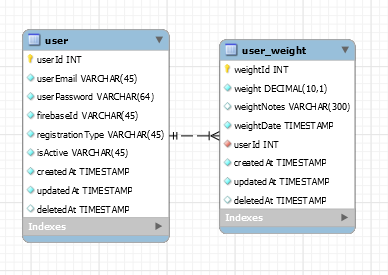 user
userId INT
userEmail VARCHAR(45)
userPassword VARCHAR(64)
firebaseId VARCHAR(45)
registrationType VARCHAR(45)
isActive VARCHAR(45)
createdAt TIMESTAMP
updatedAt TIMESTAMP
deletedAt TIMESTAMP
Indexes
user_weight
weightId INT
weight DECIMAL(10,1)
weightNotes VARCHAR(300)
weightDate TIMESTAMP
userId INT
createdAt TIMESTAMP
updatedAt TIMESTAMP
deletedAt TIMESTAMP
Indexes